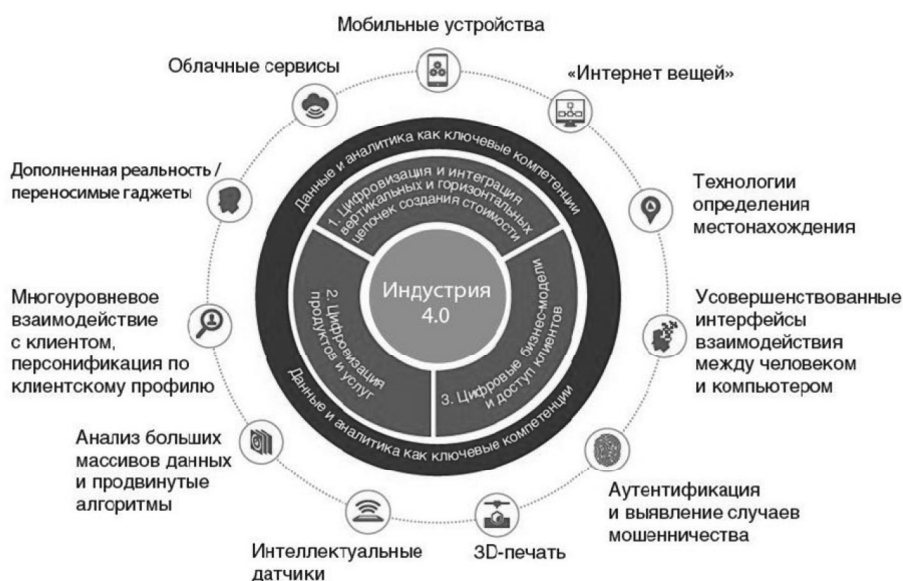 Мобильные устройства
Облачные сервисы
«Интернет вещей»
Дополненная реальность /
переносимые гаджеты
Технологии
определения
местонахождения
Многоуровневое
взаимодействие
с клиентом,
персонификация по
клиентскому профилю
Усовершенствованные
интерфейсы
взаимодействия
между человеком
и компьютером
Анализ больших
массивов данных
и продвинутые
алгоритмы
Аутентификация
и выявление случаев
мошенничества
Интеллектуальные
датчики
3D-печать
Данные и аналитика как ключевые компетенции
1. Цифровизация и интеграция
вертикальных и горизонтальных
цепочек создания стоимости
Индустрия
4.0
2. Цифровизация
продуктов и услуг
3. Цифровые бизнес-модели
и доступ клиентов
Данные и аналитика как ключевые компетенции